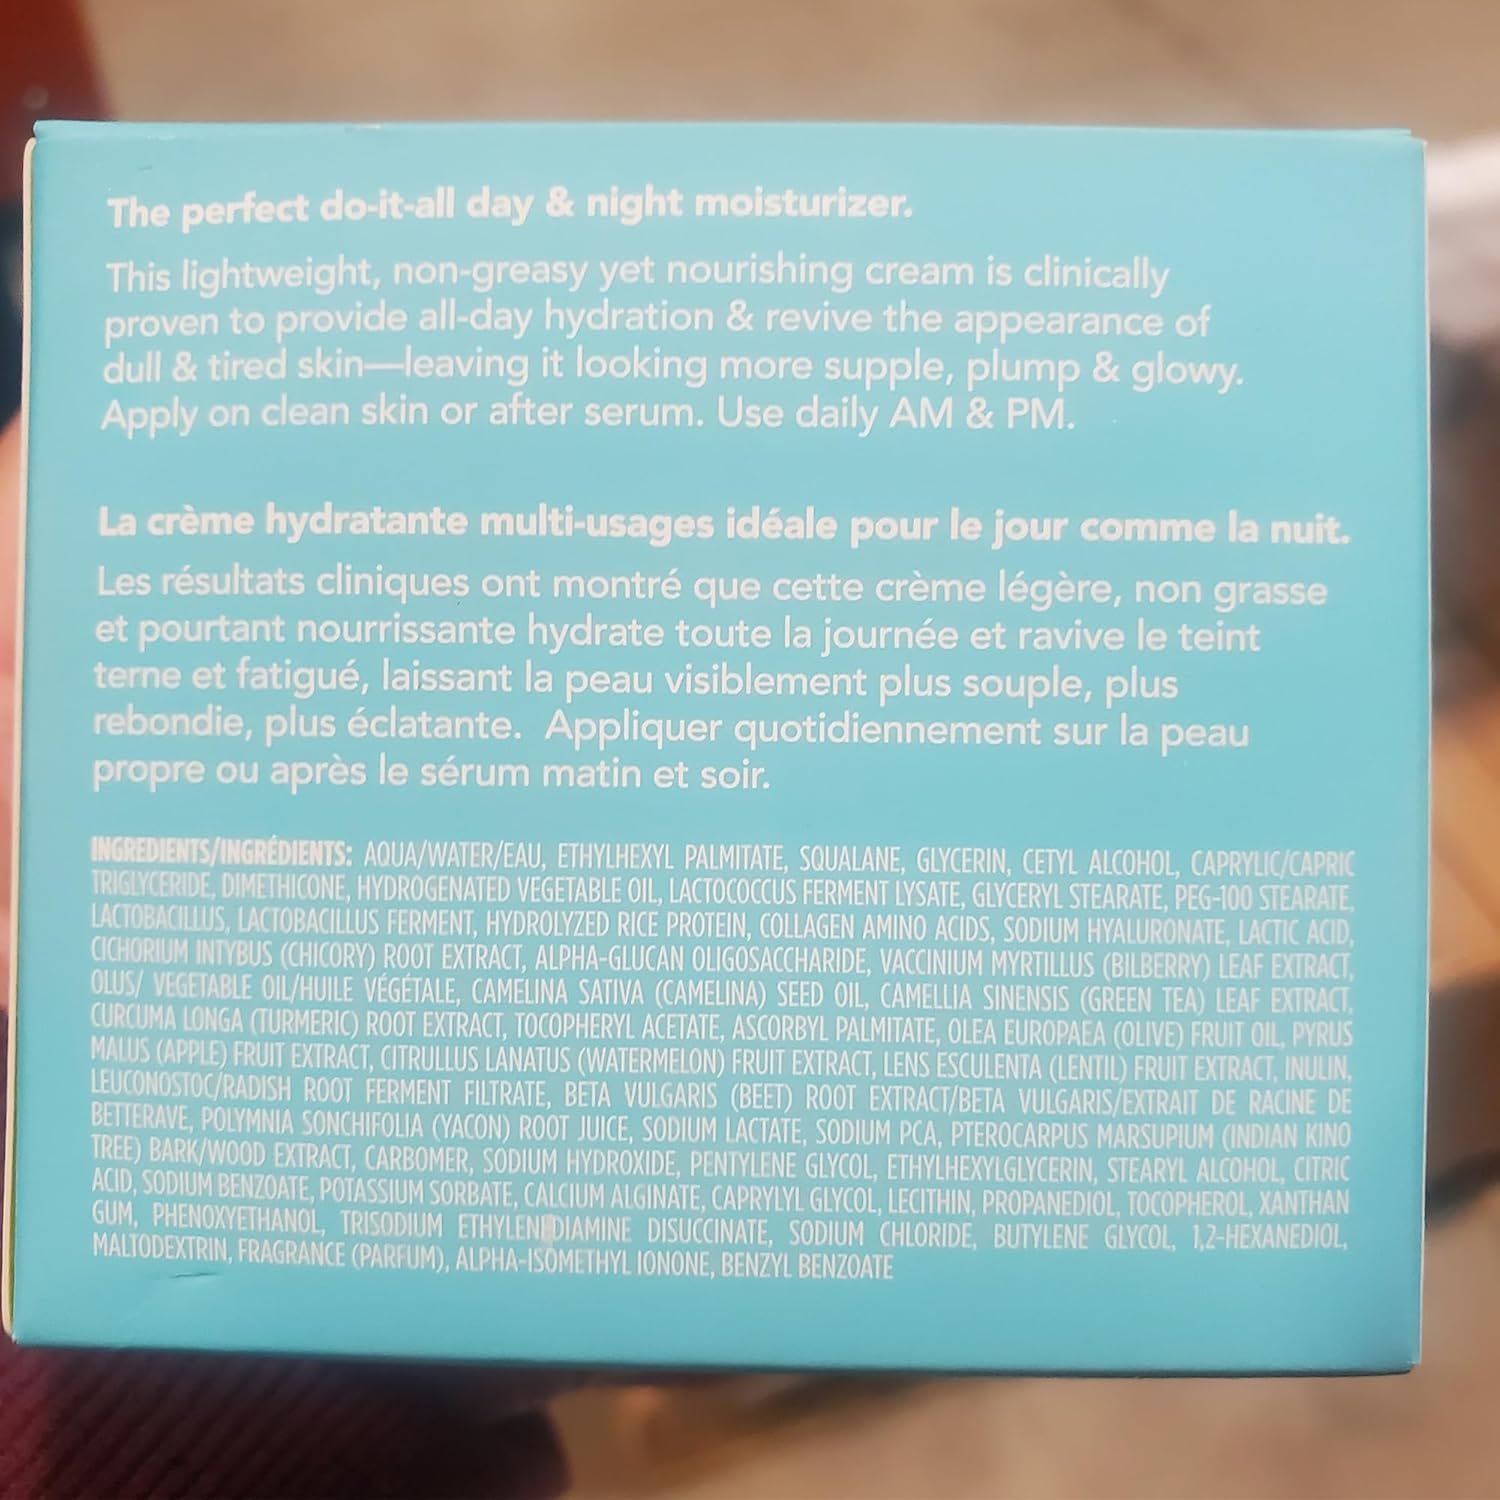 The perfect do-it-all day & night moisturizer.
This lightweight, non-greasy yet nourishing cream is clinically
proven to provide all-day hydration & revive the appearance of
dull & tired skin—leaving it looking more supple, plump & glowy.
Apply on clean skin or after serum. Use daily AM & PM.
La crème hydratante multi-usages idéale pour le jour comme la nuit.
Les résultats cliniques ont montré que cette crème légère, non grasse
et pourtant nourrissante hydrate toute la journée et ravive le teint
terne et fatigué, laissant la peau visiblement plus souple, plus
rebondie, plus éclatante. Appliquer quotidiennement sur la peau
propre ou après le sérum matin et soir.
INGREDIENTS/INGRÉDIENTS: AQUA/WATER/EAU, ETHYLHEXYL PALMITATE, SQUALANE, GLYCERIN, CETYL ALCOHOL, CAPRYLIC/CAPRIC
TRIGLYCERIDE, DIMETHICONE, HYDROGENATED VEGETABLE OIL, LACTOCOCCUS FERMENT LYSATE, GLYCERYL STEARATE, PEG-100 STEARATE,
LACTOBACILLUS, LACTOBACILLUS FERMENT, HYDROLYZED RICE PROTEIN, COLLAGEN AMINO ACIDS, SODIUM HYALURONATE, LACTIC ACID,
CICHORIUM INTYBUS (CHICORY) ROOT EXTRACT, ALPHA-GLUCAN OLIGOSACCHARIDE, VACCINIUM MYRTILLUS (BILBERRY) LEAF EXTRACT,
OLUS/ VEGETABLE OIL/HUILE VÉGÉTALE, CAMELINA SATIVA (CAMELINA) SEED OIL, CAMELLIA SINENSIS (GREEN TEA) LEAF EXTRACT,
CURCUMA LONGA (TURMERIC) ROOT EXTRACT, TOCOPHERYL ACETATE, ASCORBYL PALMITATE, OLEA EUROPAEA (OLIVE) FRUIT OIL, PYRUS
MALUS (APPLE) FRUIT EXTRACT, CITRULLUS LANATUS (WATERMELON) FRUIT EXTRACT, LENS ESCULENTA (LENTIL) FRUIT EXTRACT, INULIN,
LEUCONOSTOC/RADISH ROOT FERMENT FILTRATE, BETA VULGARIS (BEET) ROOT EXTRACT/BETA VULGARIS/EXTRAIT DE RACINE DE
BETTERAVE, POLYMNIA SONCHIFOLIA (YACON) ROOT JUICE, SODIUM LACTATE, SODIUM PCA, PTEROCARPUS MARSUPIUM (INDIAN KINO
TREE) BARK/WOOD EXTRACT, CARBOMER, SODIUM HYDROXIDE, PENTYLENE GLYCOL, ETHYLHEXYLGLYCERIN, STEARYL ALCOHOL, CITRIC
ACID, SODIUM BENZOATE, POTASSIUM SORBATE, CALCIUM ALGINATE, CAPRYLYL GLYCOL, LECITHIN, PROPANEDIOL, TOCOPHEROL, XANTHAN
GUM, PHENOXYETHANOL, TRISODIUM ETHYLENEDIAMINE DISUCCINATE, SODIUM CHLORIDE, BUTYLENE GLYCOL, 1,2-HEXANEDIOL,
MALTODEXTRIN, FRAGRANCE (PARFUM), ALPHA-ISOMETHYL IONONE, BENZYL BENZOATE